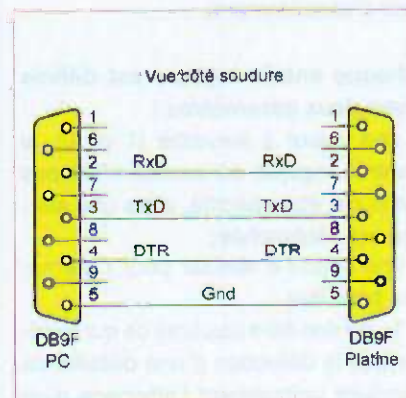 Vue côté soudure
1 1
6 6
2 RxD RxD 2
7 7
3 TxD TxD 3
8 8
4 DTR DTR 4
9 9
5 Gnd 5
DB9F DB9F
PC Platine